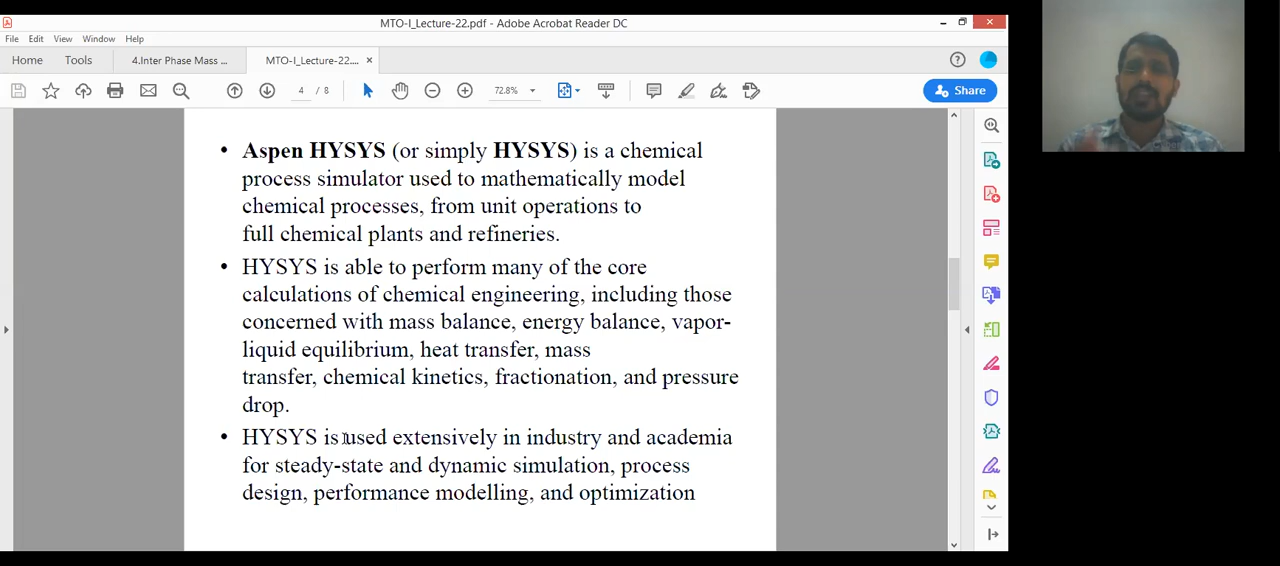 MTO-I_Lecture-22.pdf - Adobe Acrobat Reader DC
File Edit View Window Help
Home Tools 4.Inter Phase Mass ... MTO-I_Lecture-22.... ×
4 / 8 72.8% Share
• Aspen HYSYS (or simply HYSYS) is a chemical
process simulator used to mathematically model
chemical processes, from unit operations to
full chemical plants and refineries.
• HYSYS is able to perform many of the core
calculations of chemical engineering, including those
concerned with mass balance, energy balance, vapor-
liquid equilibrium, heat transfer, mass
transfer, chemical kinetics, fractionation, and pressure
drop.
• HYSYS is used extensively in industry and academia
for steady-state and dynamic simulation, process
design, performance modelling, and optimization